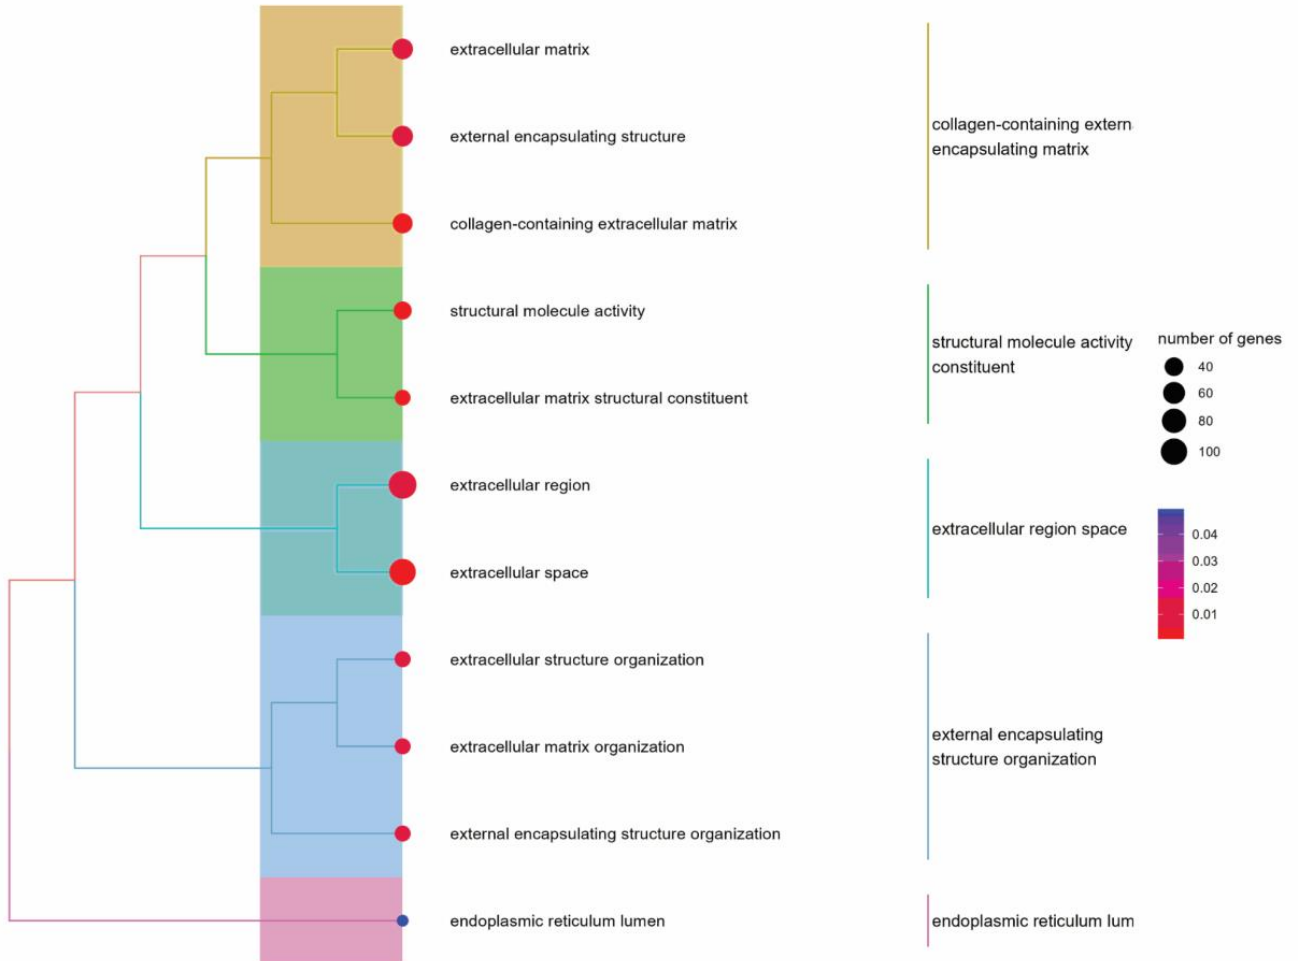 extracellular matrix
external encapsulating structure
collagen-containing extracellular matrix
structural molecule activity
extracellular matrix structural constituent
extracellular region
extracellular space
extracellular structure organization
extracellular matrix organization
external encapsulating structure organization
endoplasmic reticulum lumen
collagen-containing extern
encapsulating matrix
structural molecule activity
constituent
extracellular region space
external encapsulating
structure organization
endoplasmic reticulum lum
number of genes
40
60
80
100
0.04
0.03
0.02
0.01